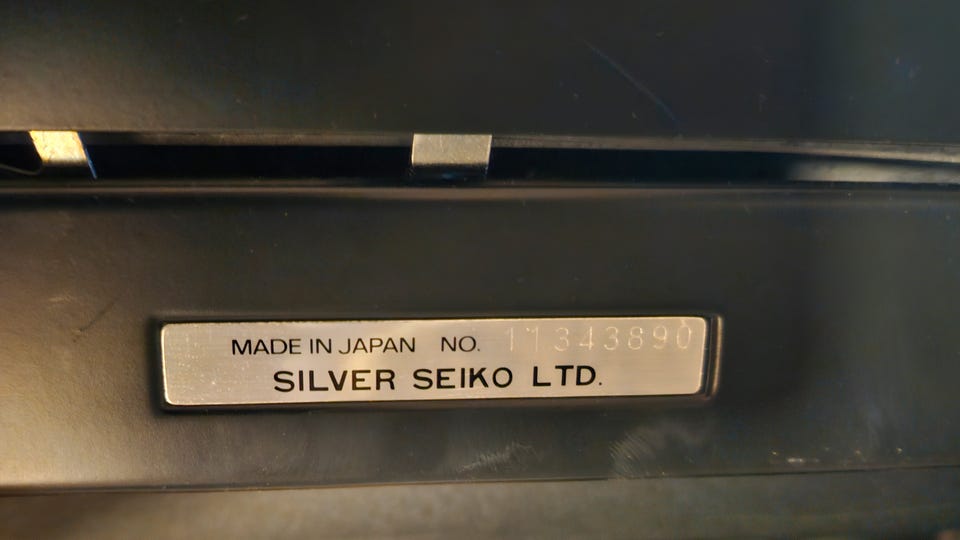 MADE IN JAPAN NO. 11343890
SILVER SEIKO LTD.